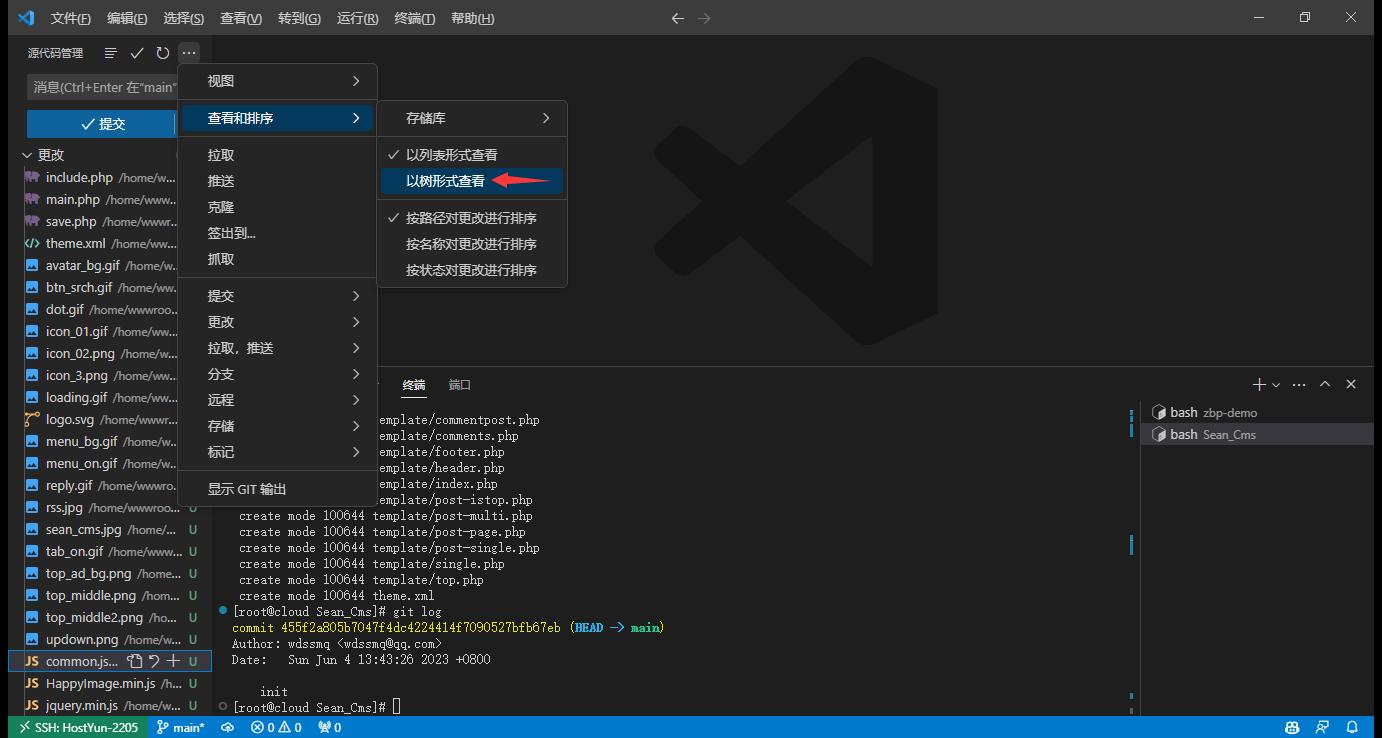 文件(F) 编辑(E) 选择(S) 查看(V) 转到(G) 运行(R) 终端(T) 帮助(H)
源代码管理
消息(Ctrl+Enter 在"main"
提交
更改
include.php /home/w...
main.php /home/www...
save.php /home/wwwr...
theme.xml /home/ww...
avatar_bg.gif /home/w...
btn_srch.gif /home/ww...
dot.gif /home/wwwroo...
icon_01.gif /home/ww...
icon_02.png /home/w...
icon_3.png /home/ww...
loading.gif /home/ww...
logo.svg /home/wwwr...
menu_bg.gif /home/w...
menu_on.gif /home/w...
reply.gif /home/wwwro...
rss.jpg /home/wwwroo... U
sean_cms.jpg /home/... U
tab_on.gif /home/www... U
top_ad_bg.png /home... U
top_middle.png /hom... U
top_middle2.png /hom... U
updown.png /home/w... U
JS common.js... U
JS HappyImage.min.js /h... U
JS jquery.min.js /home/w... U
视图
查看和排序
拉取
推送
克隆
签出到...
抓取
提交
更改
拉取，推送
分支
远程
存储
标记
显示 GIT 输出
存储库
以列表形式查看
以树形式查看
按路径对更改进行排序
按名称对更改进行排序
按状态对更改进行排序
终端 端口
emplate/commentpost.php
emplate/comments.php
emplate/footer.php
emplate/header.php
emplate/index.php
emplate/post-istop.php
create mode 100644 template/post-multi.php
create mode 100644 template/post-page.php
create mode 100644 template/post-single.php
create mode 100644 template/single.php
create mode 100644 template/top.php
create mode 100644 theme.xml
[root@cloud Sean_Cms]# git log
commit 455f2a805b7047f4dc4224414f7090527bfb67eb (HEAD -> main)
Author: wdssmq <wdssmq@qq.com>
Date: Sun Jun 4 13:43:26 2023 +0800
init
[root@cloud Sean_Cms]#
bash zbp-demo
bash Sean_Cms
SSH: HostYun-2205 main* 0 0 0